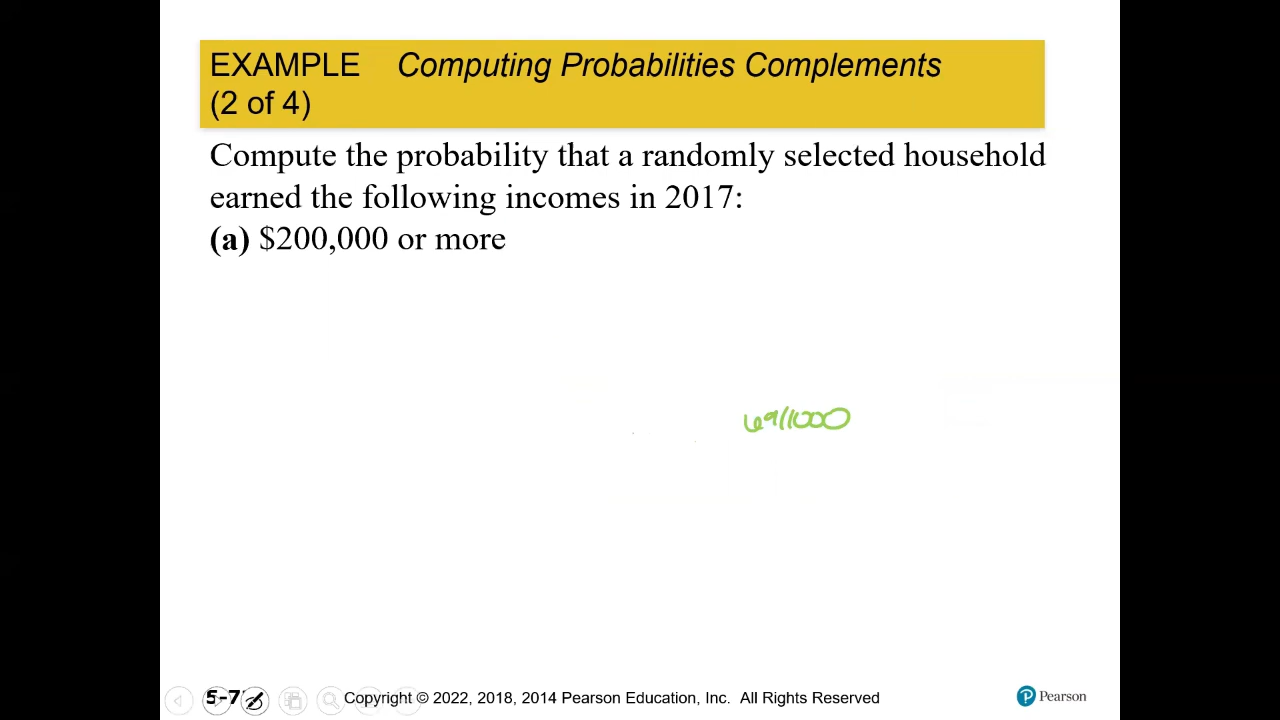 EXAMPLE Computing Probabilities Complements
(2 of 4)
Compute the probability that a randomly selected household
earned the following incomes in 2017:
(a) $200,000 or more
69/1000
5-7
Copyright © 2022, 2018, 2014 Pearson Education, Inc. All Rights Reserved
Pearson